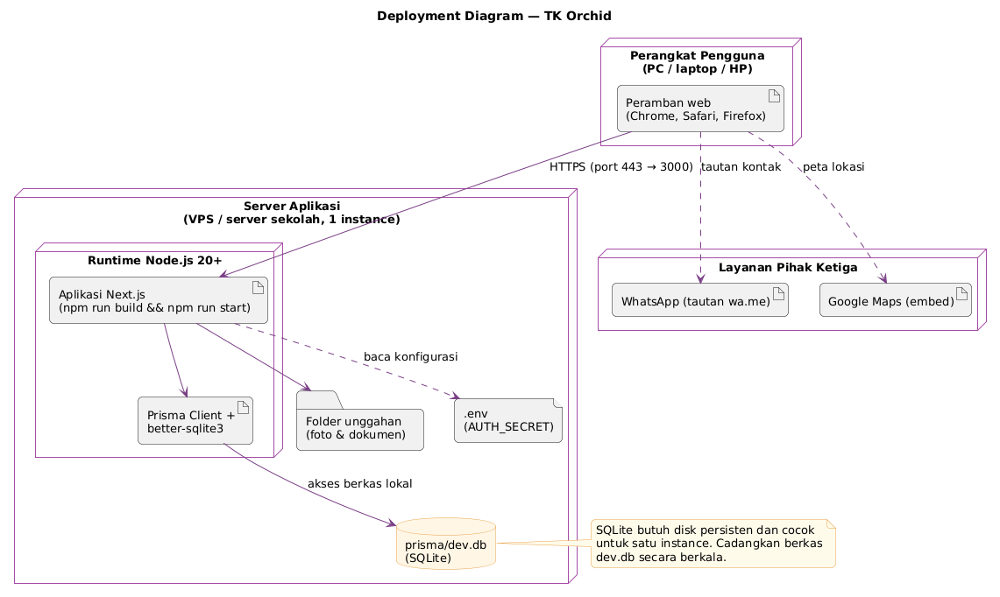 Deployment Diagram — TK Orchid
Perangkat Pengguna
(PC / laptop / HP)
Peramban web
(Chrome, Safari, Firefox)
HTTPS (port 443 → 3000)
tautan kontak
peta lokasi
Server Aplikasi
(VPS / server sekolah, 1 instance)
Runtime Node.js 20+
Aplikasi Next.js
(npm run build && npm run start)
Layanan Pihak Ketiga
WhatsApp (tautan wa.me)
Google Maps (embed)
baca konfigurasi
Prisma Client +
better-sqlite3
Folder unggahan
(foto & dokumen)
.env
(AUTH_SECRET)
akses berkas lokal
prisma/dev.db
(SQLite)
SQLite butuh disk persisten dan cocok
untuk satu instance. Cadangkan berkas
dev.db secara berkala.